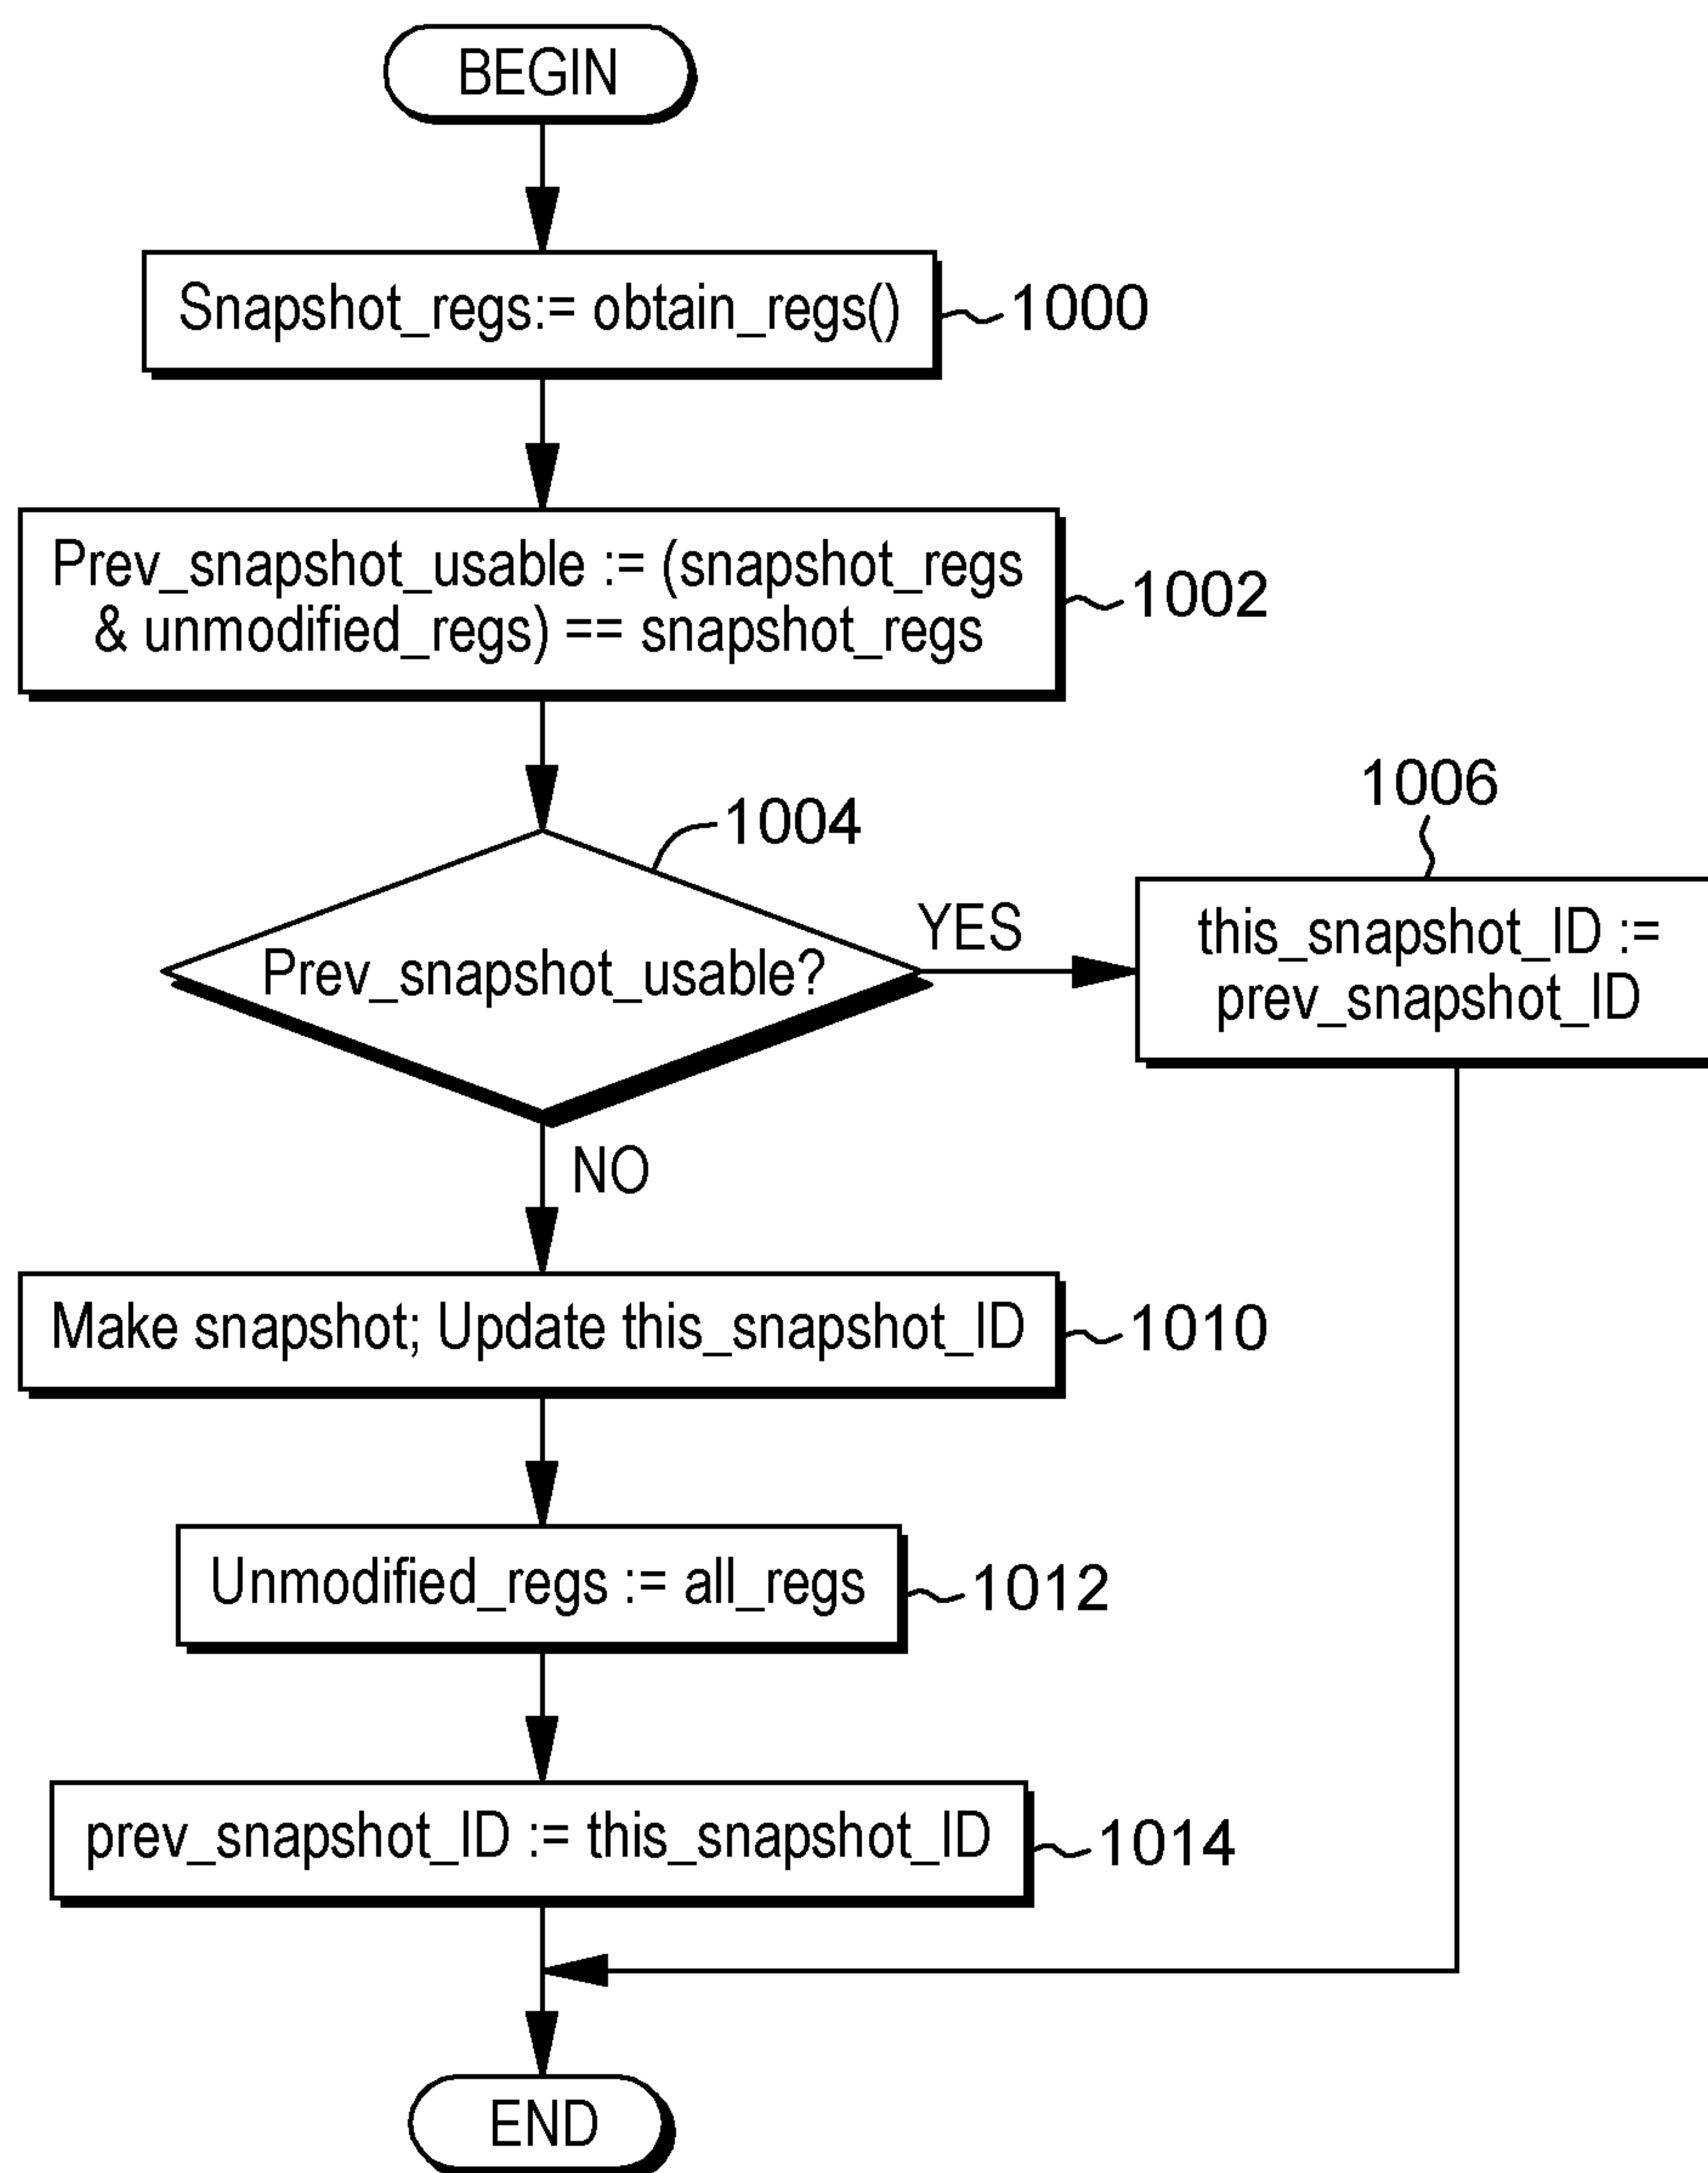 BEGIN
Snapshot_regs:= obtain_regs()
1000
Prev_snapshot_usable := (snapshot_regs
& unmodified_regs) == snapshot_regs
1002
1004
1006
Prev_snapshot_usable?
YES
this_snapshot_ID :=
prev_snapshot_ID
NO
Make snapshot; Update this_snapshot_ID
1010
Unmodified_regs := all_regs
1012
prev_snapshot_ID := this_snapshot_ID
1014
END